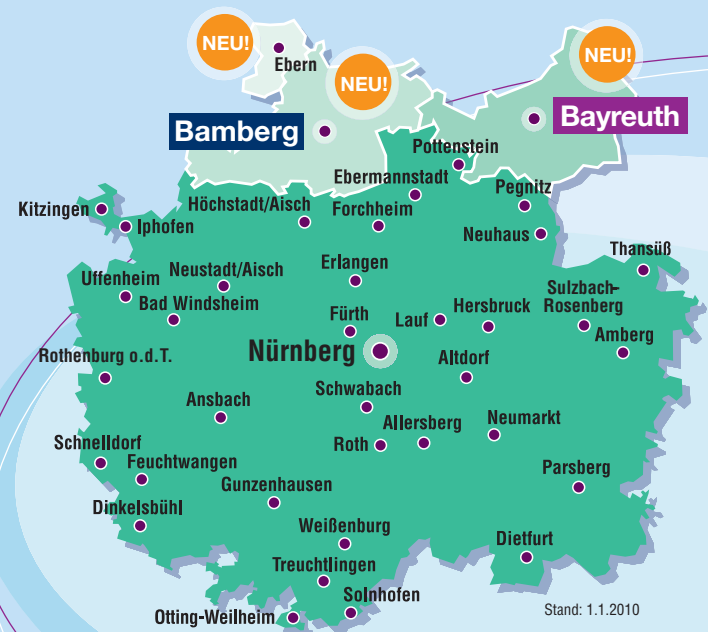 NEU!
NEU!
NEU!
Ebern
Bamberg
Bayreuth
Pottenstein
Ebermannstadt
Pegnitz
Kitzingen
Höchstadt/Aisch
Forchheim
Iphofen
Neuhaus
Thansüß
Uffenheim
Neustadt/Aisch
Erlangen
Sulzbach-
Rosenberg
Bad Windsheim
Fürth
Lauf
Hersbruck
Amberg
Rothenburg o.d.T.
Nürnberg
Altdorf
Ansbach
Schwabach
Allersberg
Neumarkt
Schnelldorf
Roth
Feuchtwangen
Parsberg
Gunzenhausen
Dinkelsbühl
Weißenburg
Dietfurt
Treuchtlingen
Solnhofen
Otting-Weilheim
Stand: 1.1.2010